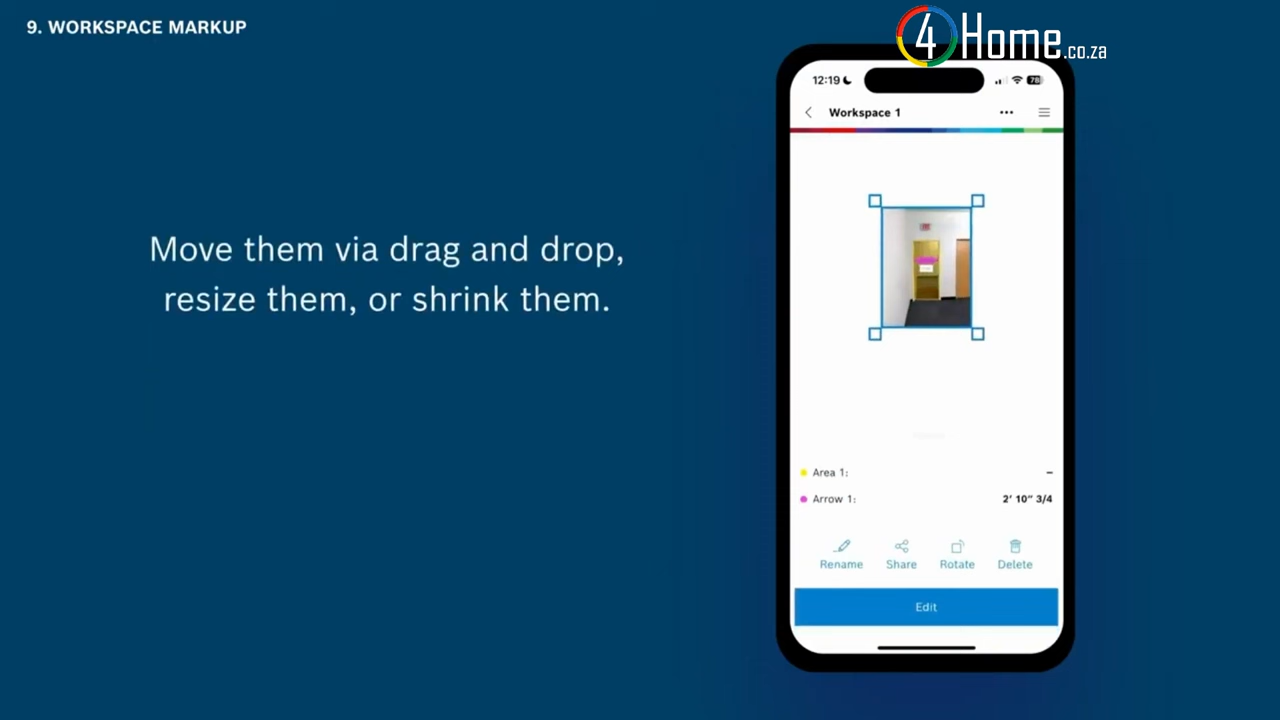 9. WORKSPACE MARKUP
4Home.co.za
12:19
78
Workspace 1
Move them via drag and drop,
resize them, or shrink them.
Area 1: –
Arrow 1: 2' 10" 3/4
Rename Share Rotate Delete
Edit